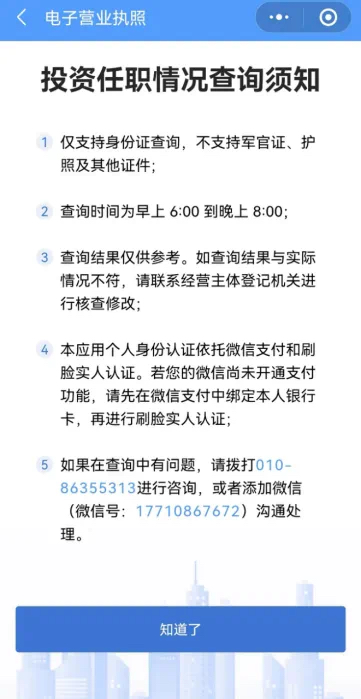 电子营业执照
投资任职情况查询须知
1 仅支持身份证查询，不支持军官证、护
照及其他证件；
2 查询时间为早上 6:00 到晚上 8:00；
3 查询结果仅供参考。如查询结果与实际
情况不符，请联系经营主体登记机关进
行核查修改；
4 本应用个人身份认证依托微信支付和刷
脸实人认证。若您的微信尚未开通支付
功能，请先在微信支付中绑定本人银行
卡，再进行刷脸实人认证；
5 如果在查询中有问题，请拨打010-
86355313进行咨询，或者添加微信
（微信号：17710867672）沟通处
理。
知道了